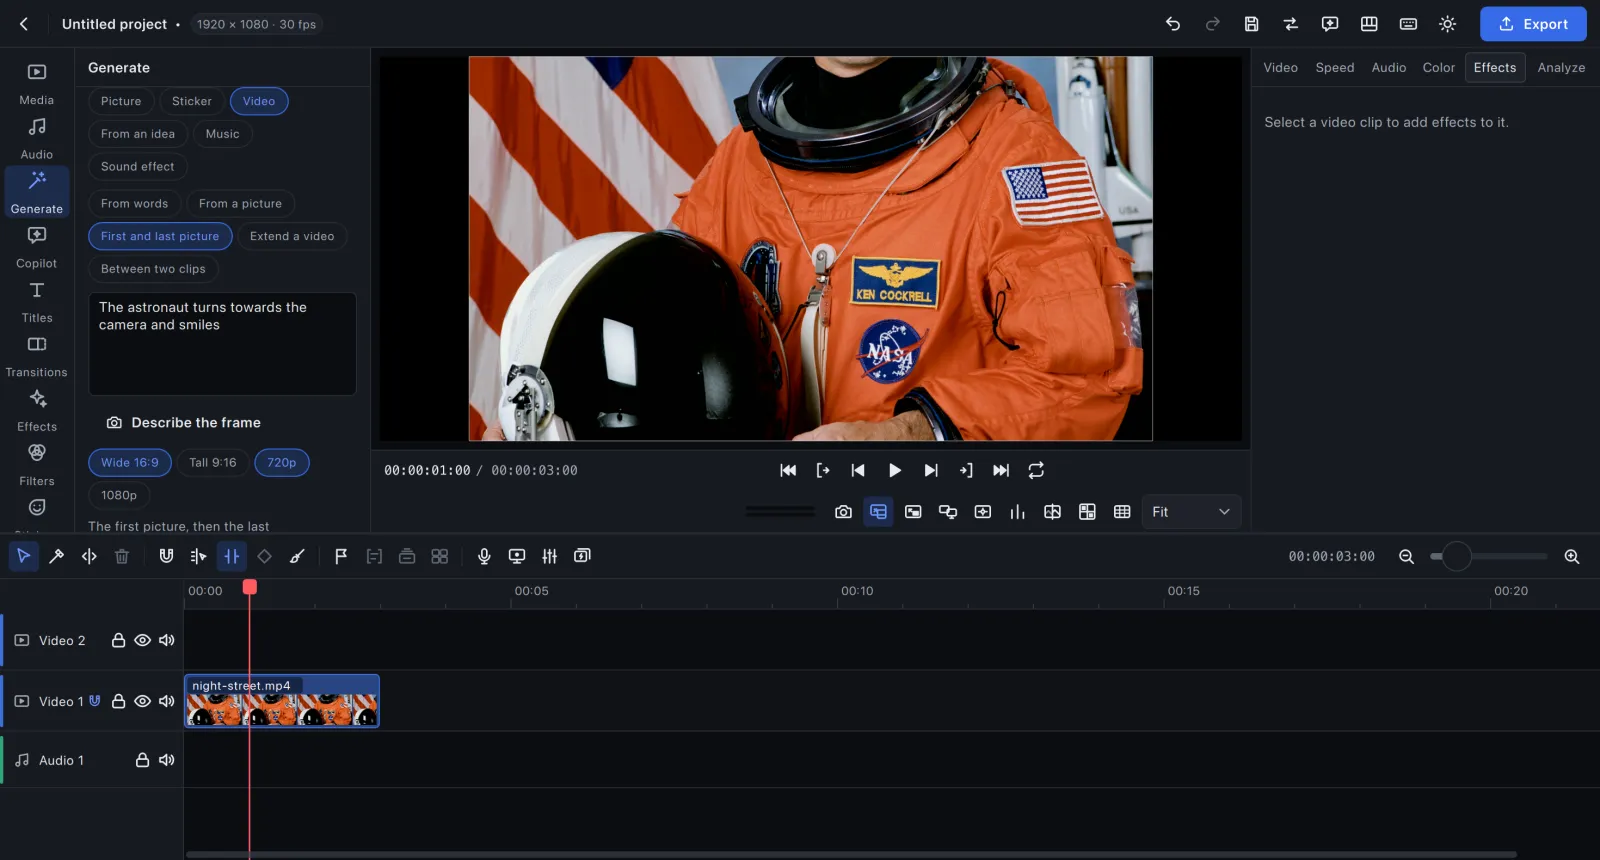 Untitled project • 1920 × 1080 · 30 fps
Export
Media
Audio
Generate
Copilot
Titles
Transitions
Effects
Filters
Generate
Picture Sticker Video
From an idea Music
Sound effect
From words From a picture
First and last picture Extend a video
Between two clips
The astronaut turns towards the
camera and smiles
Describe the frame
Wide 16:9 Tall 9:16 720p
1080p
The first picture, then the last
USA
KEN COCKRELL
NASA
00:00:01:00 / 00:00:03:00
Fit
Video Speed Audio Color Effects Analyze
Select a video clip to add effects to it.
00:00:03:00
00:00 00:05 00:10 00:15 00:20
Video 2
Video 1
night-street.mp4
Audio 1